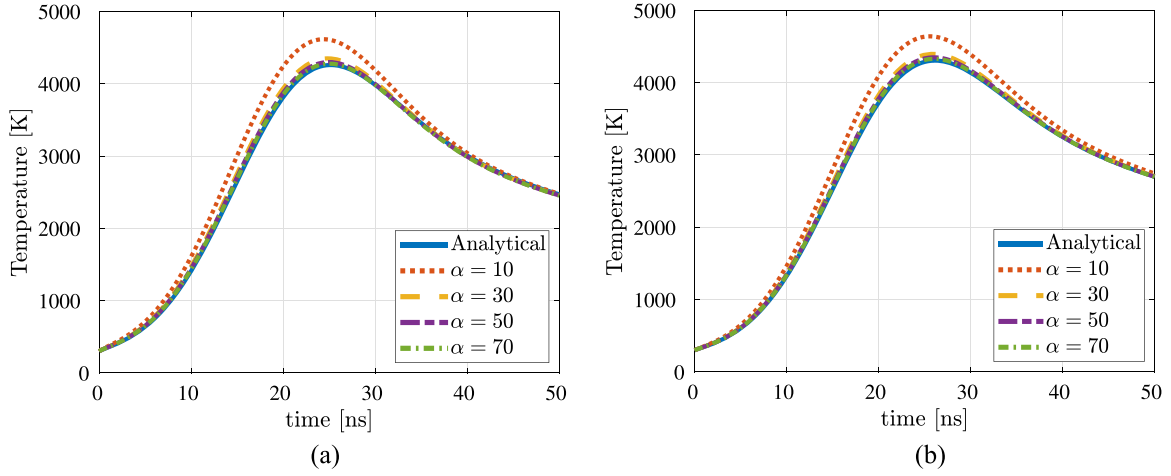 5000
4000
3000
2000
1000
0
Temperature [K]
0 10 20 30 40 50
time [ns]
Analytical
α = 10
α = 30
α = 50
α = 70
(a)
5000
4000
3000
2000
1000
0
Temperature [K]
0 10 20 30 40 50
time [ns]
Analytical
α = 10
α = 30
α = 50
α = 70
(b)